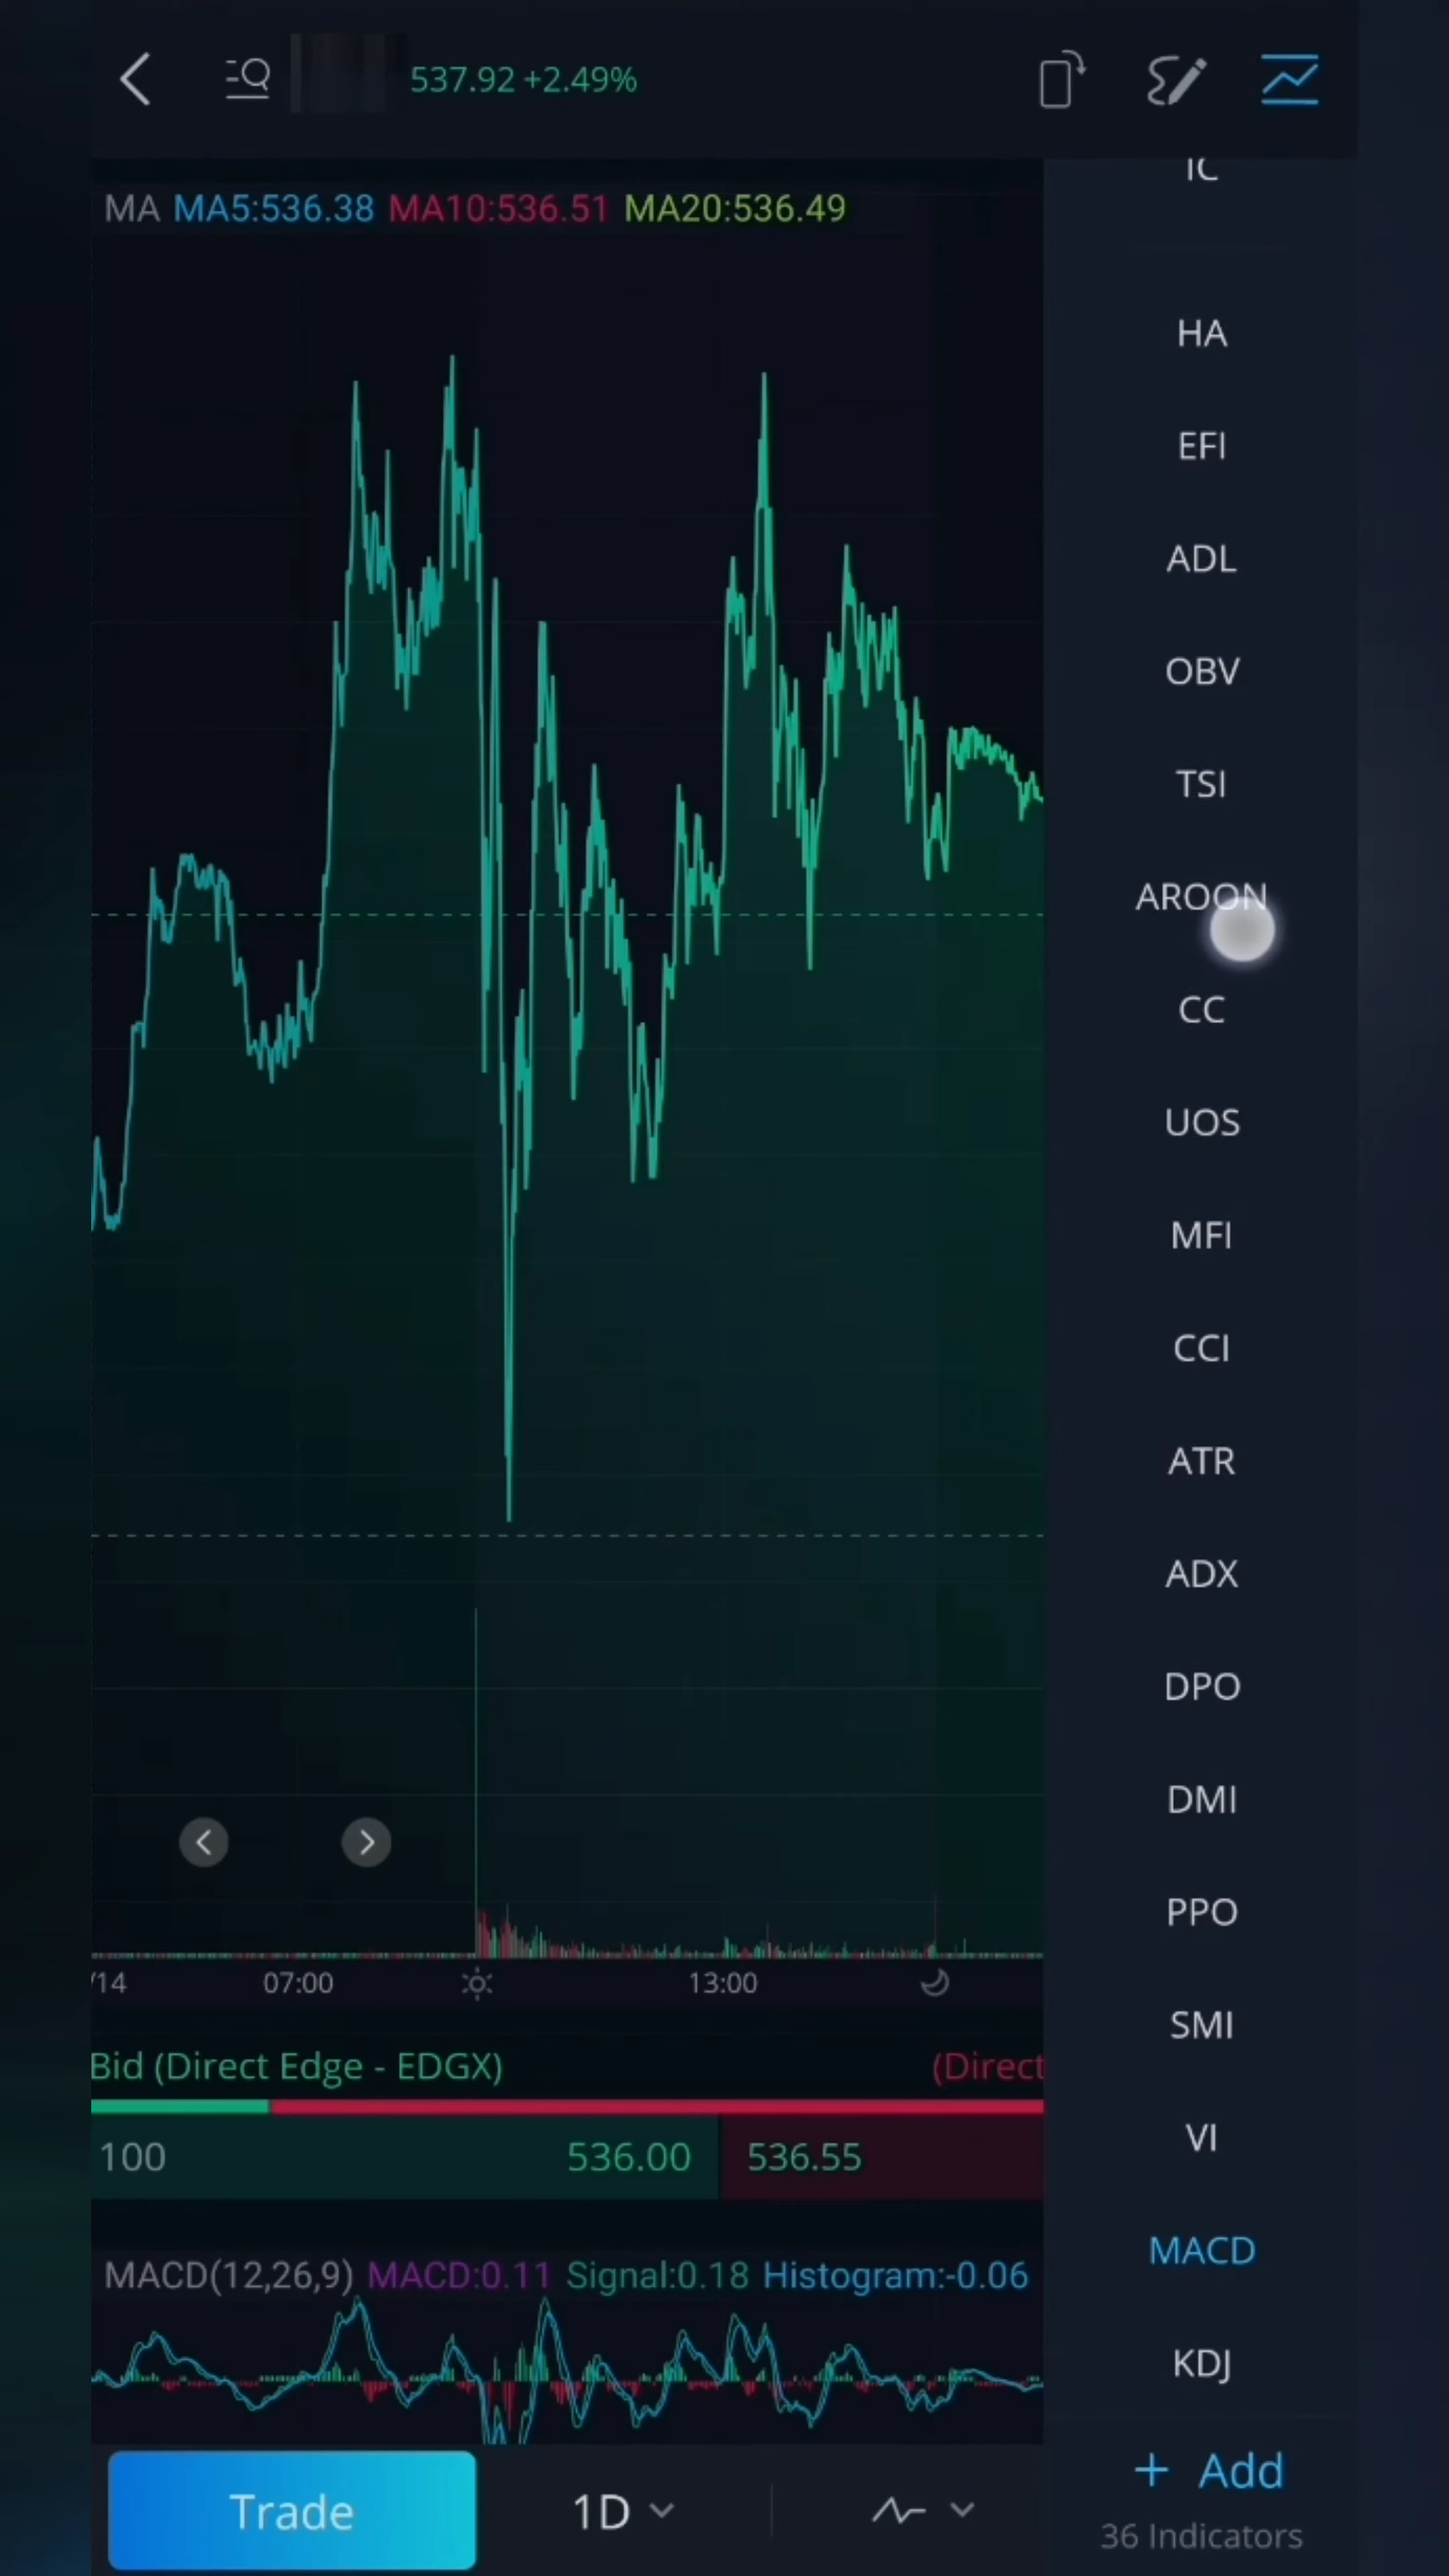 537.92 +2.49%
MA MA5:536.38 MA10:536.51 MA20:536.49
IC
HA
EFI
ADL
OBV
TSI
AROON
CC
UOS
MFI
CCI
ATR
ADX
DPO
DMI
PPO
SMI
VI
MACD
KDJ
+ Add
36 Indicators
/14 07:00 13:00
Bid (Direct Edge - EDGX) (Direct
100 536.00 536.55
MACD(12,26,9) MACD:0.11 Signal:0.18 Histogram:-0.06
Trade 1D